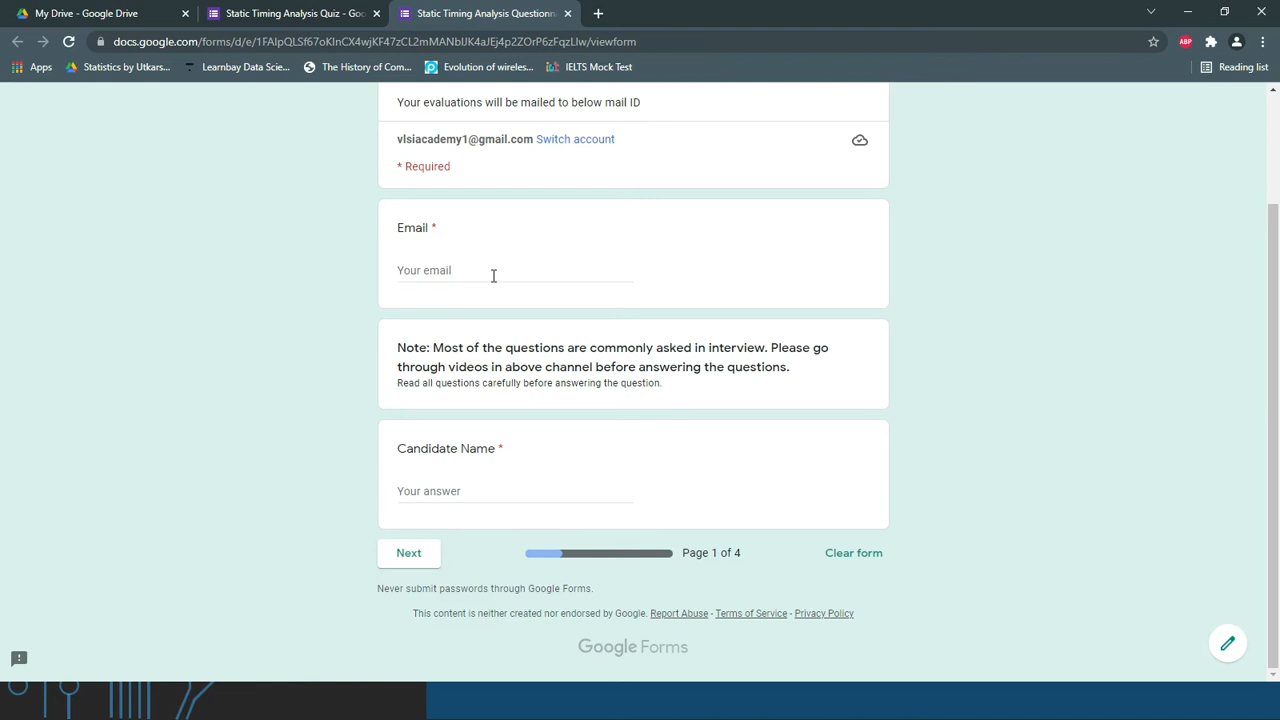 My Drive - Google Drive
Static Timing Analysis Quiz - Goo
Static Timing Analysis Questionn
docs.google.com/forms/d/e/1FAIpQLSf67oKInCX4wjKF47zCL2mMANbIJK4aJEj4p2ZOrP6zFqzLIw/viewform
ABP
Apps
Statistics by Utkars...
Learnbay Data Scie...
The History of Com...
Evolution of wireles...
IELTS Mock Test
Reading list
Your evaluations will be mailed to below mail ID
vlsiacademy1@gmail.com Switch account
* Required
Email *
Your email
Note: Most of the questions are commonly asked in interview. Please go
through videos in above channel before answering the questions.
Read all questions carefully before answering the question.
Candidate Name *
Your answer
Next
Page 1 of 4
Clear form
Never submit passwords through Google Forms.
This content is neither created nor endorsed by Google. Report Abuse - Terms of Service - Privacy Policy
Google Forms